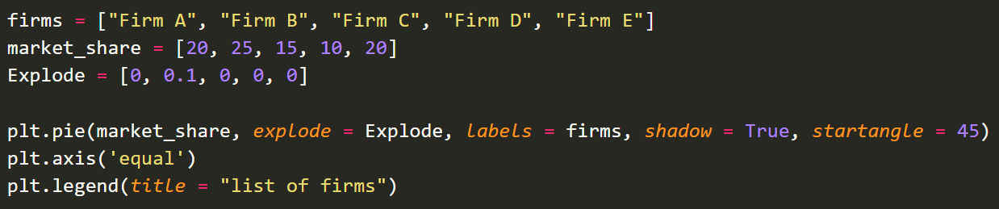 firms = ["Firm A", "Firm B", "Firm C", "Firm D", "Firm E"]
market_share = [20, 25, 15, 10, 20]
Explode = [0, 0.1, 0, 0, 0]
plt.pie(market_share, explode = Explode, labels = firms, shadow = True, startangle = 45)
plt.axis('equal')
plt.legend(title = "list of firms")